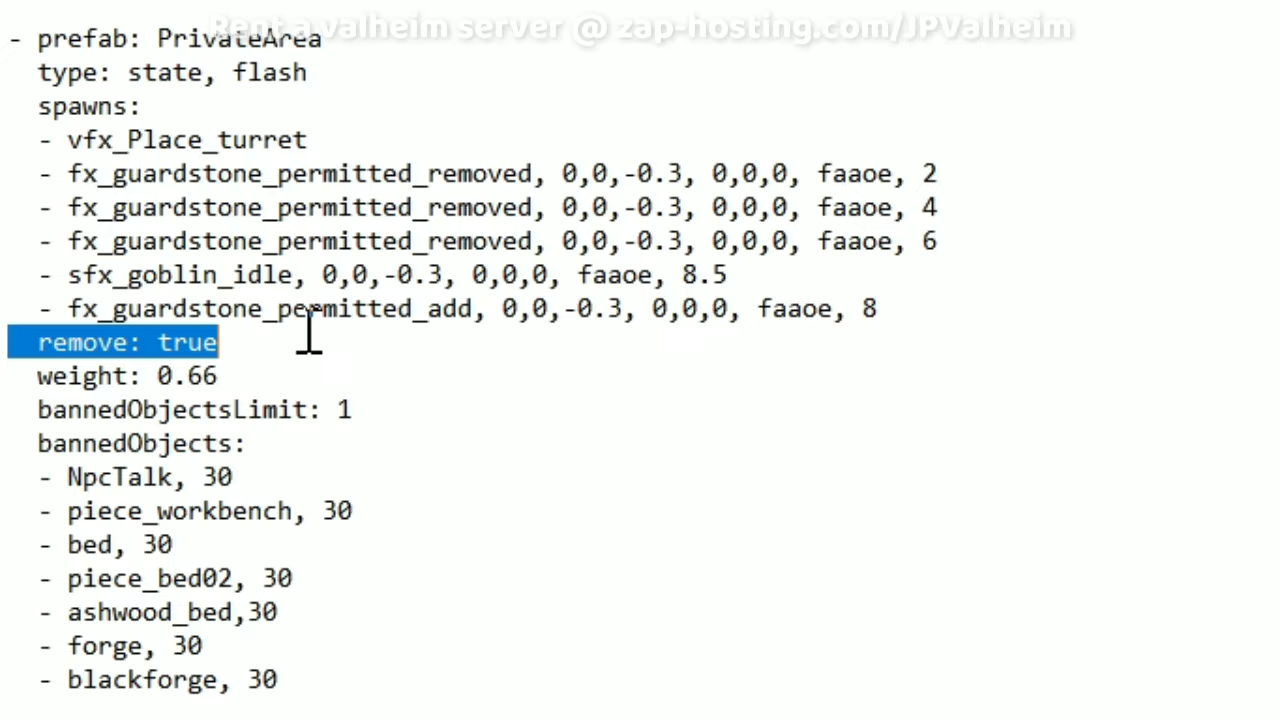 Rent a valheim server @ zap-hosting.com/JPValheim
- prefab: PrivateArea
type: state, flash
spawns:
- vfx_Place_turret
- fx_guardstone_permitted_removed, 0,0,-0.3, 0,0,0, faaoe, 2
- fx_guardstone_permitted_removed, 0,0,-0.3, 0,0,0, faaoe, 4
- fx_guardstone_permitted_removed, 0,0,-0.3, 0,0,0, faaoe, 6
- sfx_goblin_idle, 0,0,-0.3, 0,0,0, faaoe, 8.5
- fx_guardstone_permitted_add, 0,0,-0.3, 0,0,0, faaoe, 8
remove: true
weight: 0.66
bannedObjectsLimit: 1
bannedObjects:
- NpcTalk, 30
- piece_workbench, 30
- bed, 30
- piece_bed02, 30
- ashwood_bed,30
- forge, 30
- blackforge, 30